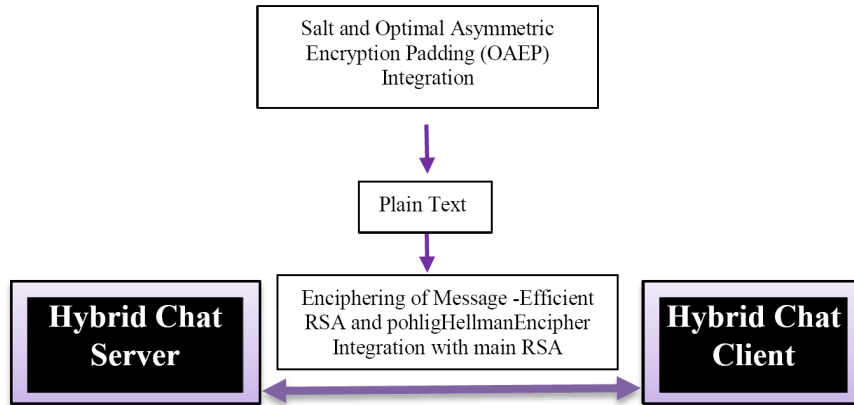 Salt and Optimal Asymmetric
Encryption Padding (OAEP)
Integration
Plain Text
Enciphering of Message -Efficient
RSA and pohligHellmanEncipher
Integration with main RSA
Hybrid Chat
Server
Hybrid Chat
Client